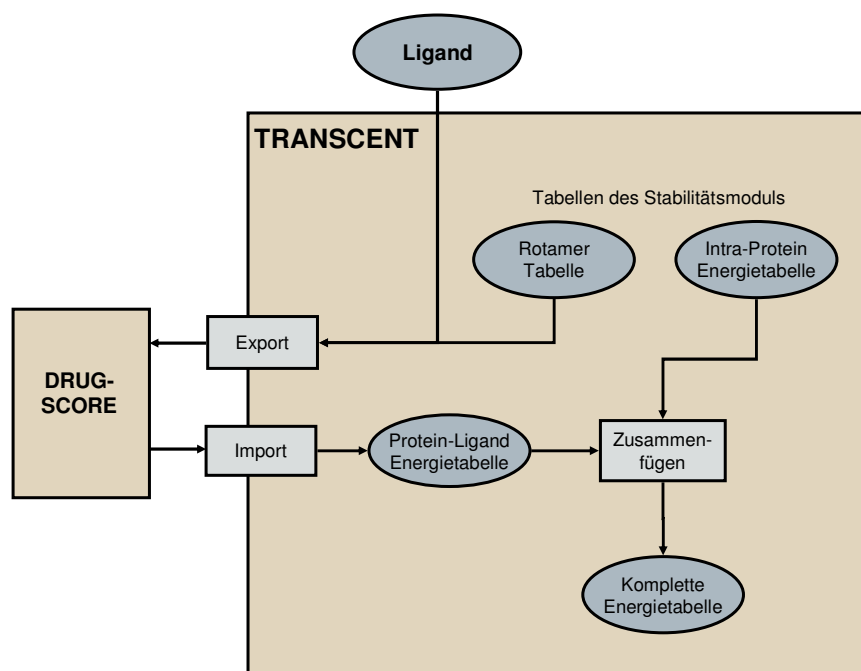 Ligand
TRANSCENT
Tabellen des Stabilitätsmoduls
Rotamer
Tabelle
Intra-Protein
Energietabelle
Export
DRUG-
SCORE
Import
Protein-Ligand
Energietabelle
Zusammen-
fügen
Komplette
Energietabelle